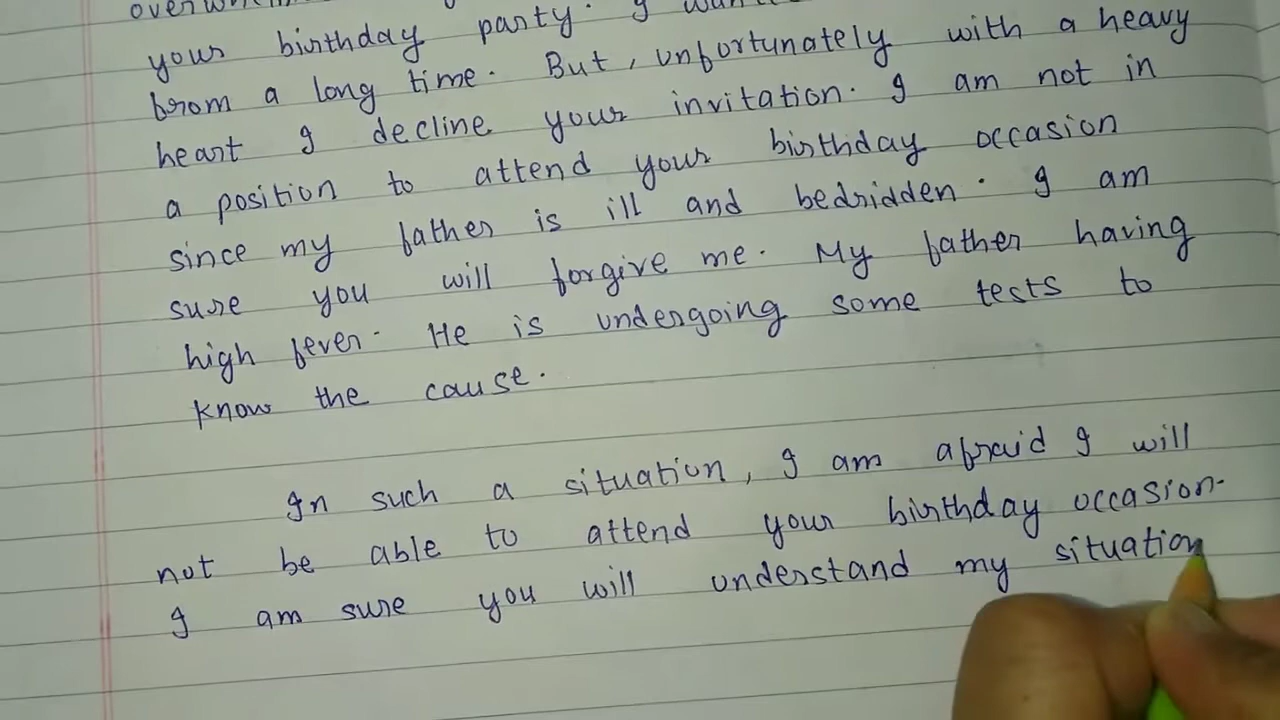 your birthday party. I
from a long time. But, unfortunately with a heavy
heart I decline your invitation. I am not in
a position to attend your birthday occasion
since my father is ill and bedridden. I am
sure you will forgive me. My father having
high fever. He is undergoing some tests to
know the cause.
In such a situation, I am afraid I will
not be able to attend your birthday occasion.
I am sure you will understand my situation